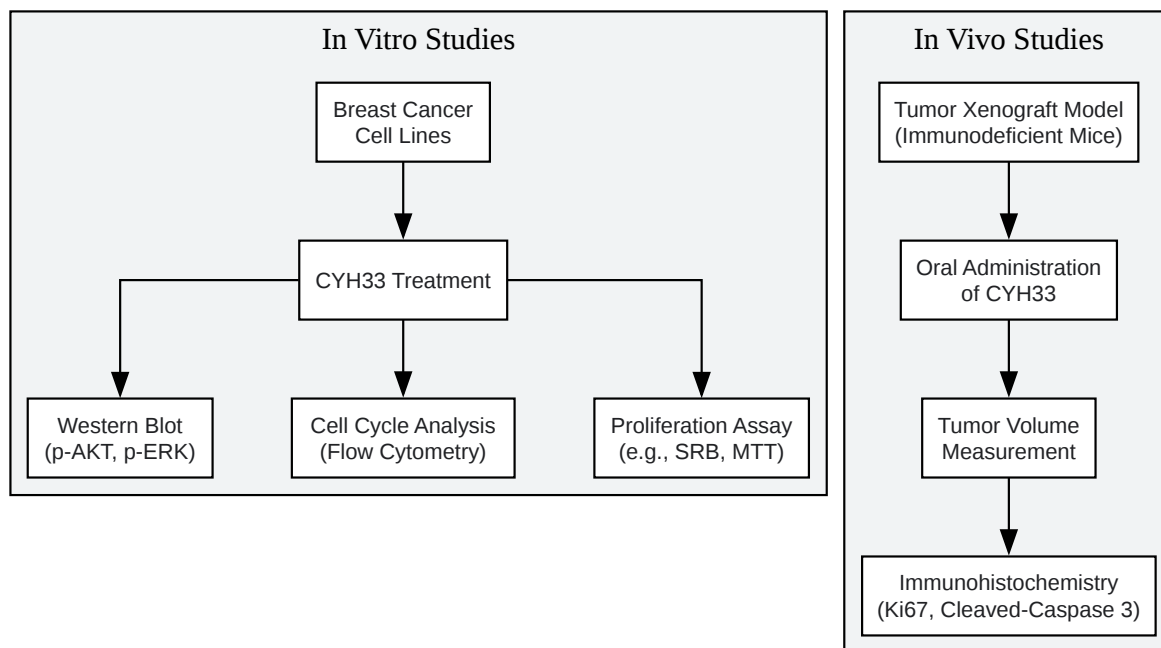 In Vitro Studies
Breast Cancer
Cell Lines
CYH33 Treatment
Western Blot
(p-AKT, p-ERK)
Cell Cycle Analysis
(Flow Cytometry)
Proliferation Assay
(e.g., SRB, MTT)
In Vivo Studies
Tumor Xenograft Model
(Immunodeficient Mice)
Oral Administration
of CYH33
Tumor Volume
Measurement
Immunohistochemistry
(Ki67, Cleaved-Caspase 3)